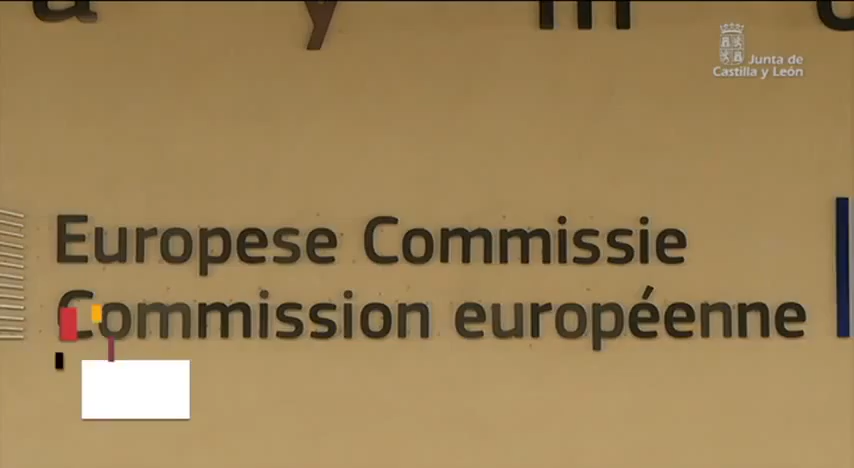 Junta de
Castilla y León
Europese Commissie
Commission européenne